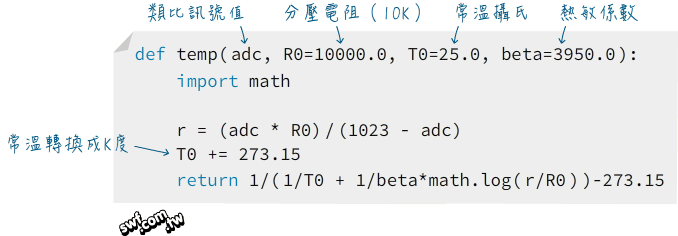 類比訊號值 分壓電阻（10K） 常溫攝氏 熱敏係數
def temp(adc, R0=10000.0, T0=25.0, beta=3950.0):
import math
r = (adc * R0)/(1023 - adc)
常溫轉換成K度
T0 += 273.15
return 1/(1/T0 + 1/beta*math.log(r/R0))-273.15
swf.com.tw